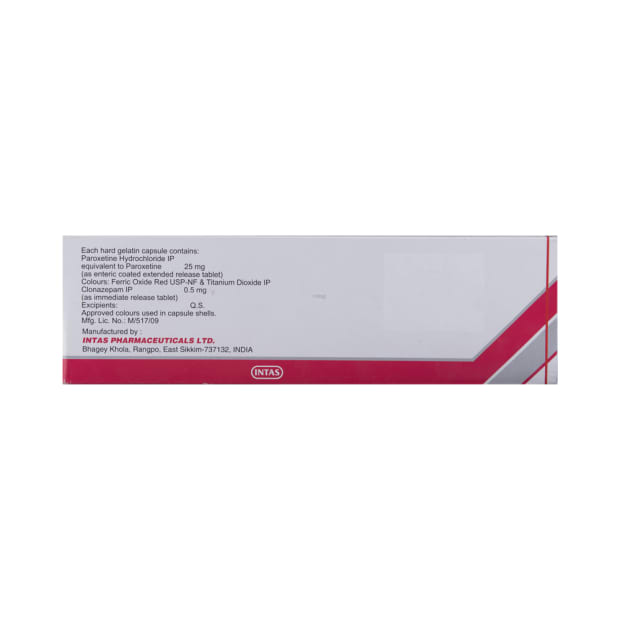 Each hard gelatin capsule contains:
Paroxetine Hydrochloride IP
equivalent to Paroxetine 25 mg
(as enteric coated extended release tablet)
Colours: Ferric Oxide Red USP-NF & Titanium Dioxide IP
Clonazepam IP 0.5 mg
(as immediate release tablet)
Excipients: Q.S.
Approved colours used in capsule shells.
Mfg. Lic. No.: M/517/09
Manufactured by :
INTAS PHARMACEUTICALS LTD.
Bhagey Khola, Rangpo, East Sikkim-737132, INDIA
INTAS